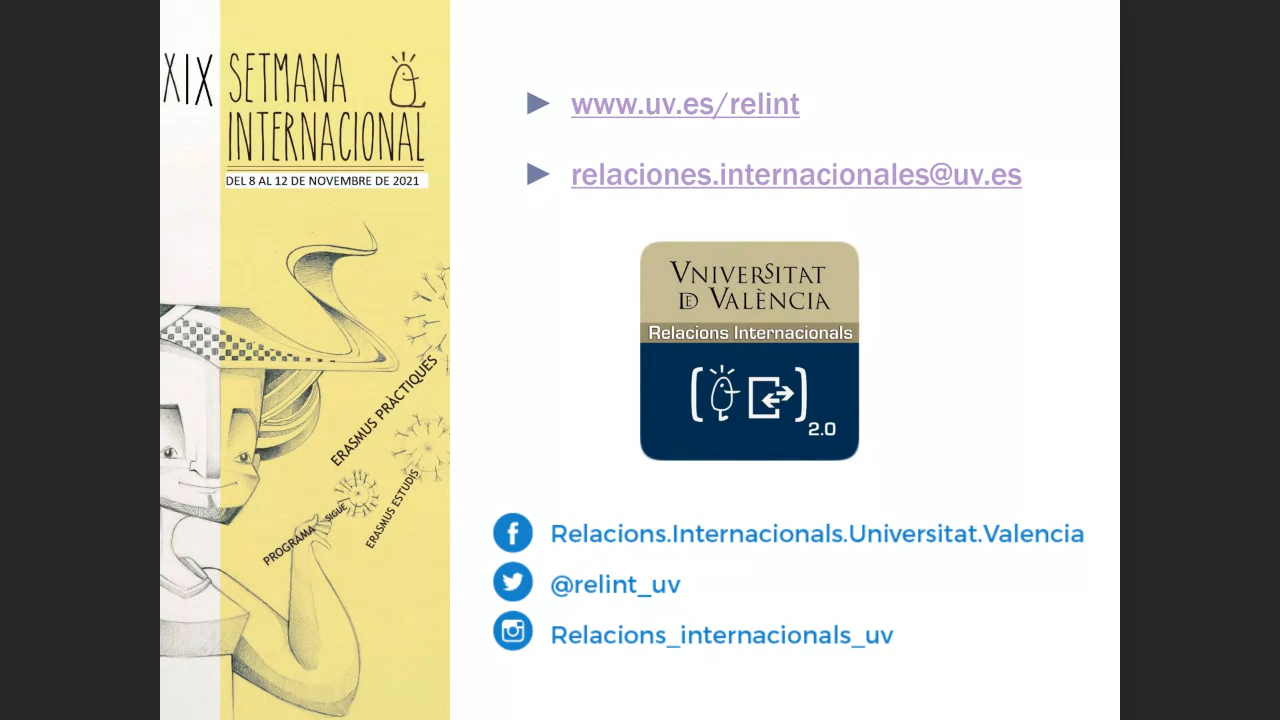 XIX SETMANA
INTERNACIONAL
DEL 8 AL 12 DE NOVEMBRE DE 2021
ERASMUS PRÀCTIQUES
ERASMUS ESTUDIS
PROGRAMA SIGUE
www.uv.es/relint
relaciones.internacionales@uv.es
VNIVERSITAT
DE VALÈNCIA
Relacions Internacionals
2.0
Relacions.Internacionals.Universitat.Valencia
@relint_uv
Relacions_internacionals_uv